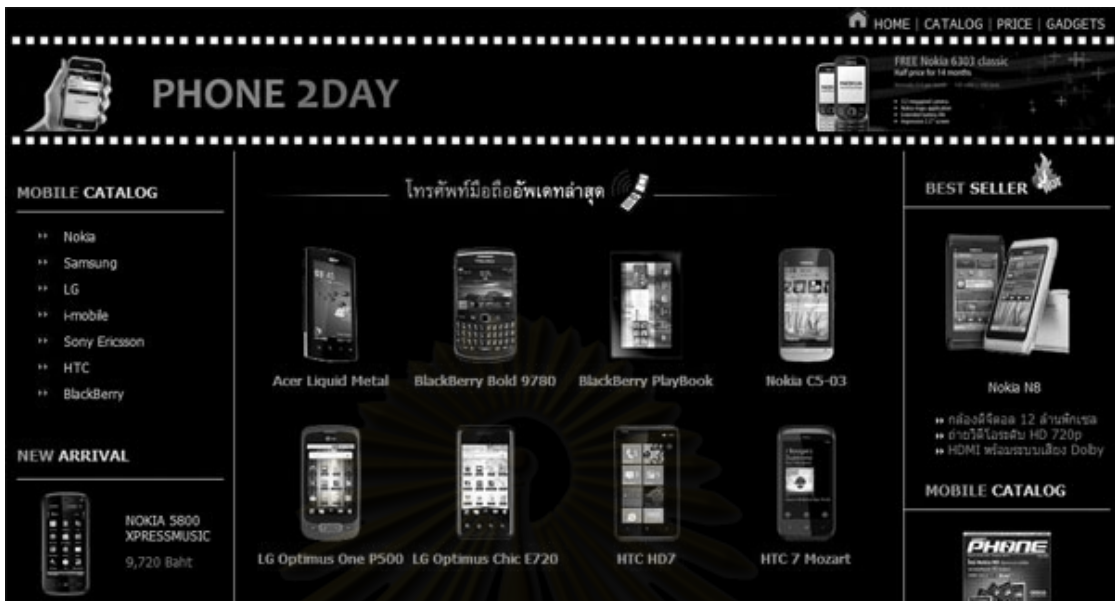 HOME | CATALOG | PRICE | GADGETS
PHONE 2DAY
FREE Nokia 6303 classic
Half price for 14 months
MOBILE CATALOG
Nokia
Samsung
LG
i-mobile
Sony Ericsson
HTC
BlackBerry
NEW ARRIVAL
NOKIA 5800
XPRESSMUSIC
9,720 Baht
โทรศัพท์มือถืออัพเดทล่าสุด
Acer Liquid Metal BlackBerry Bold 9780 BlackBerry PlayBook Nokia C5-03
LG Optimus One P500 LG Optimus Chic E720 HTC HD7 HTC 7 Mozart
BEST SELLER
Nokia N8
กล้องดิจิตอล 12 ล้านพิกเซล
ถ่ายวิดีโอระดับ HD 720p
HDMI พร้อมระบบเสียง Dolby
MOBILE CATALOG
PHONE